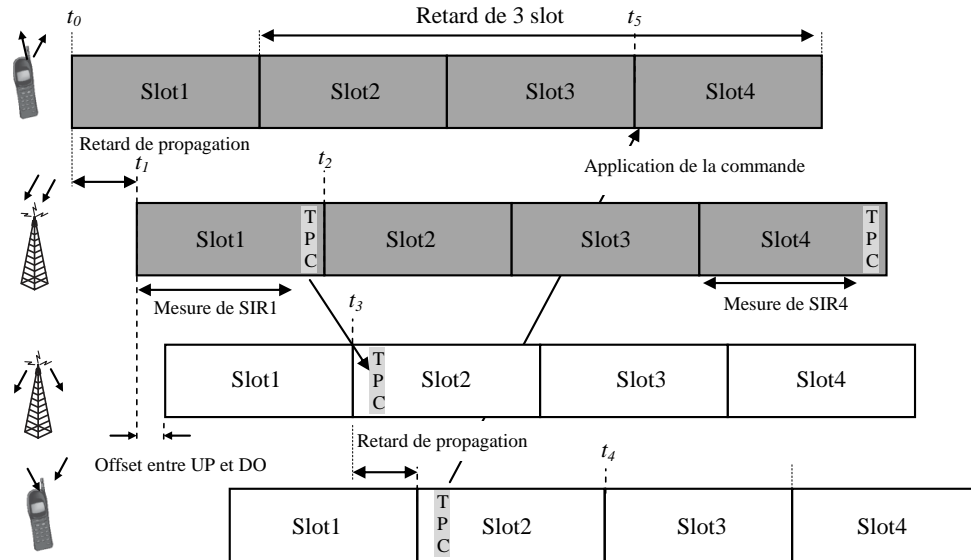 t0
Retard de 3 slot
t5
Slot1
Slot2
Slot3
Slot4
Retard de propagation
t1
t2
Application de la commande
Slot1
T
P
C
Slot2
Slot3
Slot4
T
P
C
Mesure de SIR1
t3
Mesure de SIR4
Slot1
T
P
C
Slot2
Slot3
Slot4
Retard de propagation
Offset entre UP et DO
t4
Slot1
T
P
C
Slot2
Slot3
Slot4